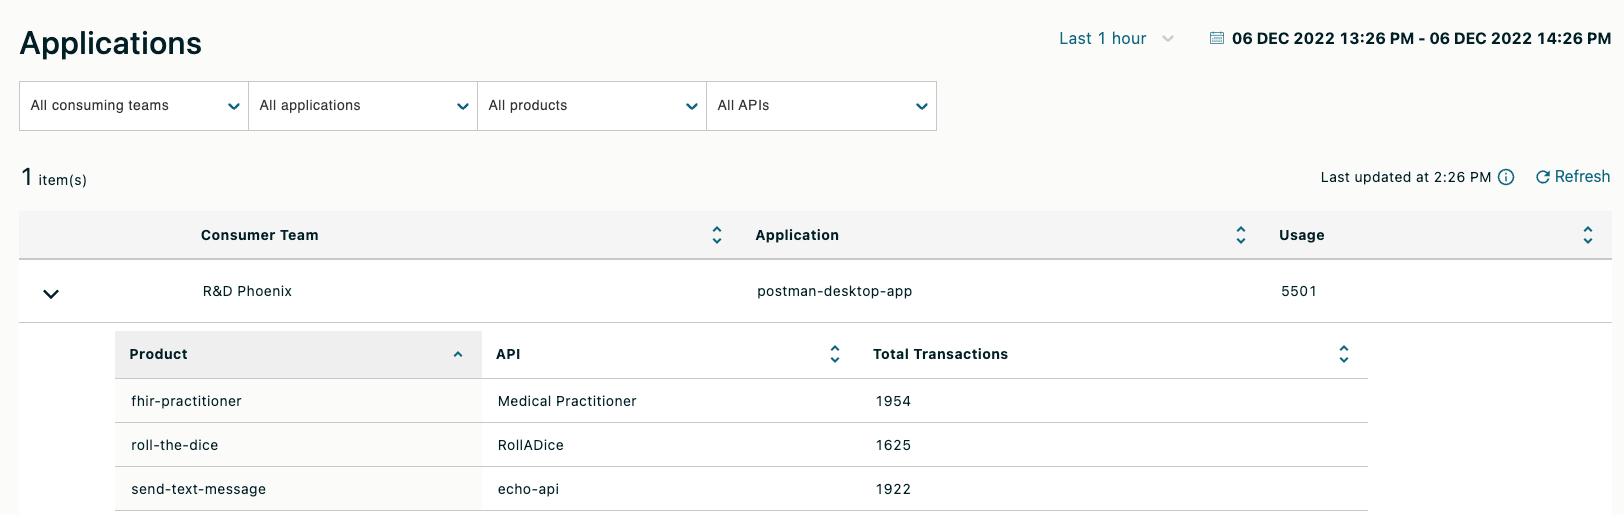 Applications
Last 1 hour
06 DEC 2022 13:26 PM - 06 DEC 2022 14:26 PM
All consuming teams
All applications
All products
All APIs
1 item(s)
Last updated at 2:26 PM
Refresh
Consumer Team Application Usage
R&D Phoenix postman-desktop-app 5501
Product API Total Transactions
fhir-practitioner Medical Practitioner 1954
roll-the-dice RollADice 1625
send-text-message echo-api 1922